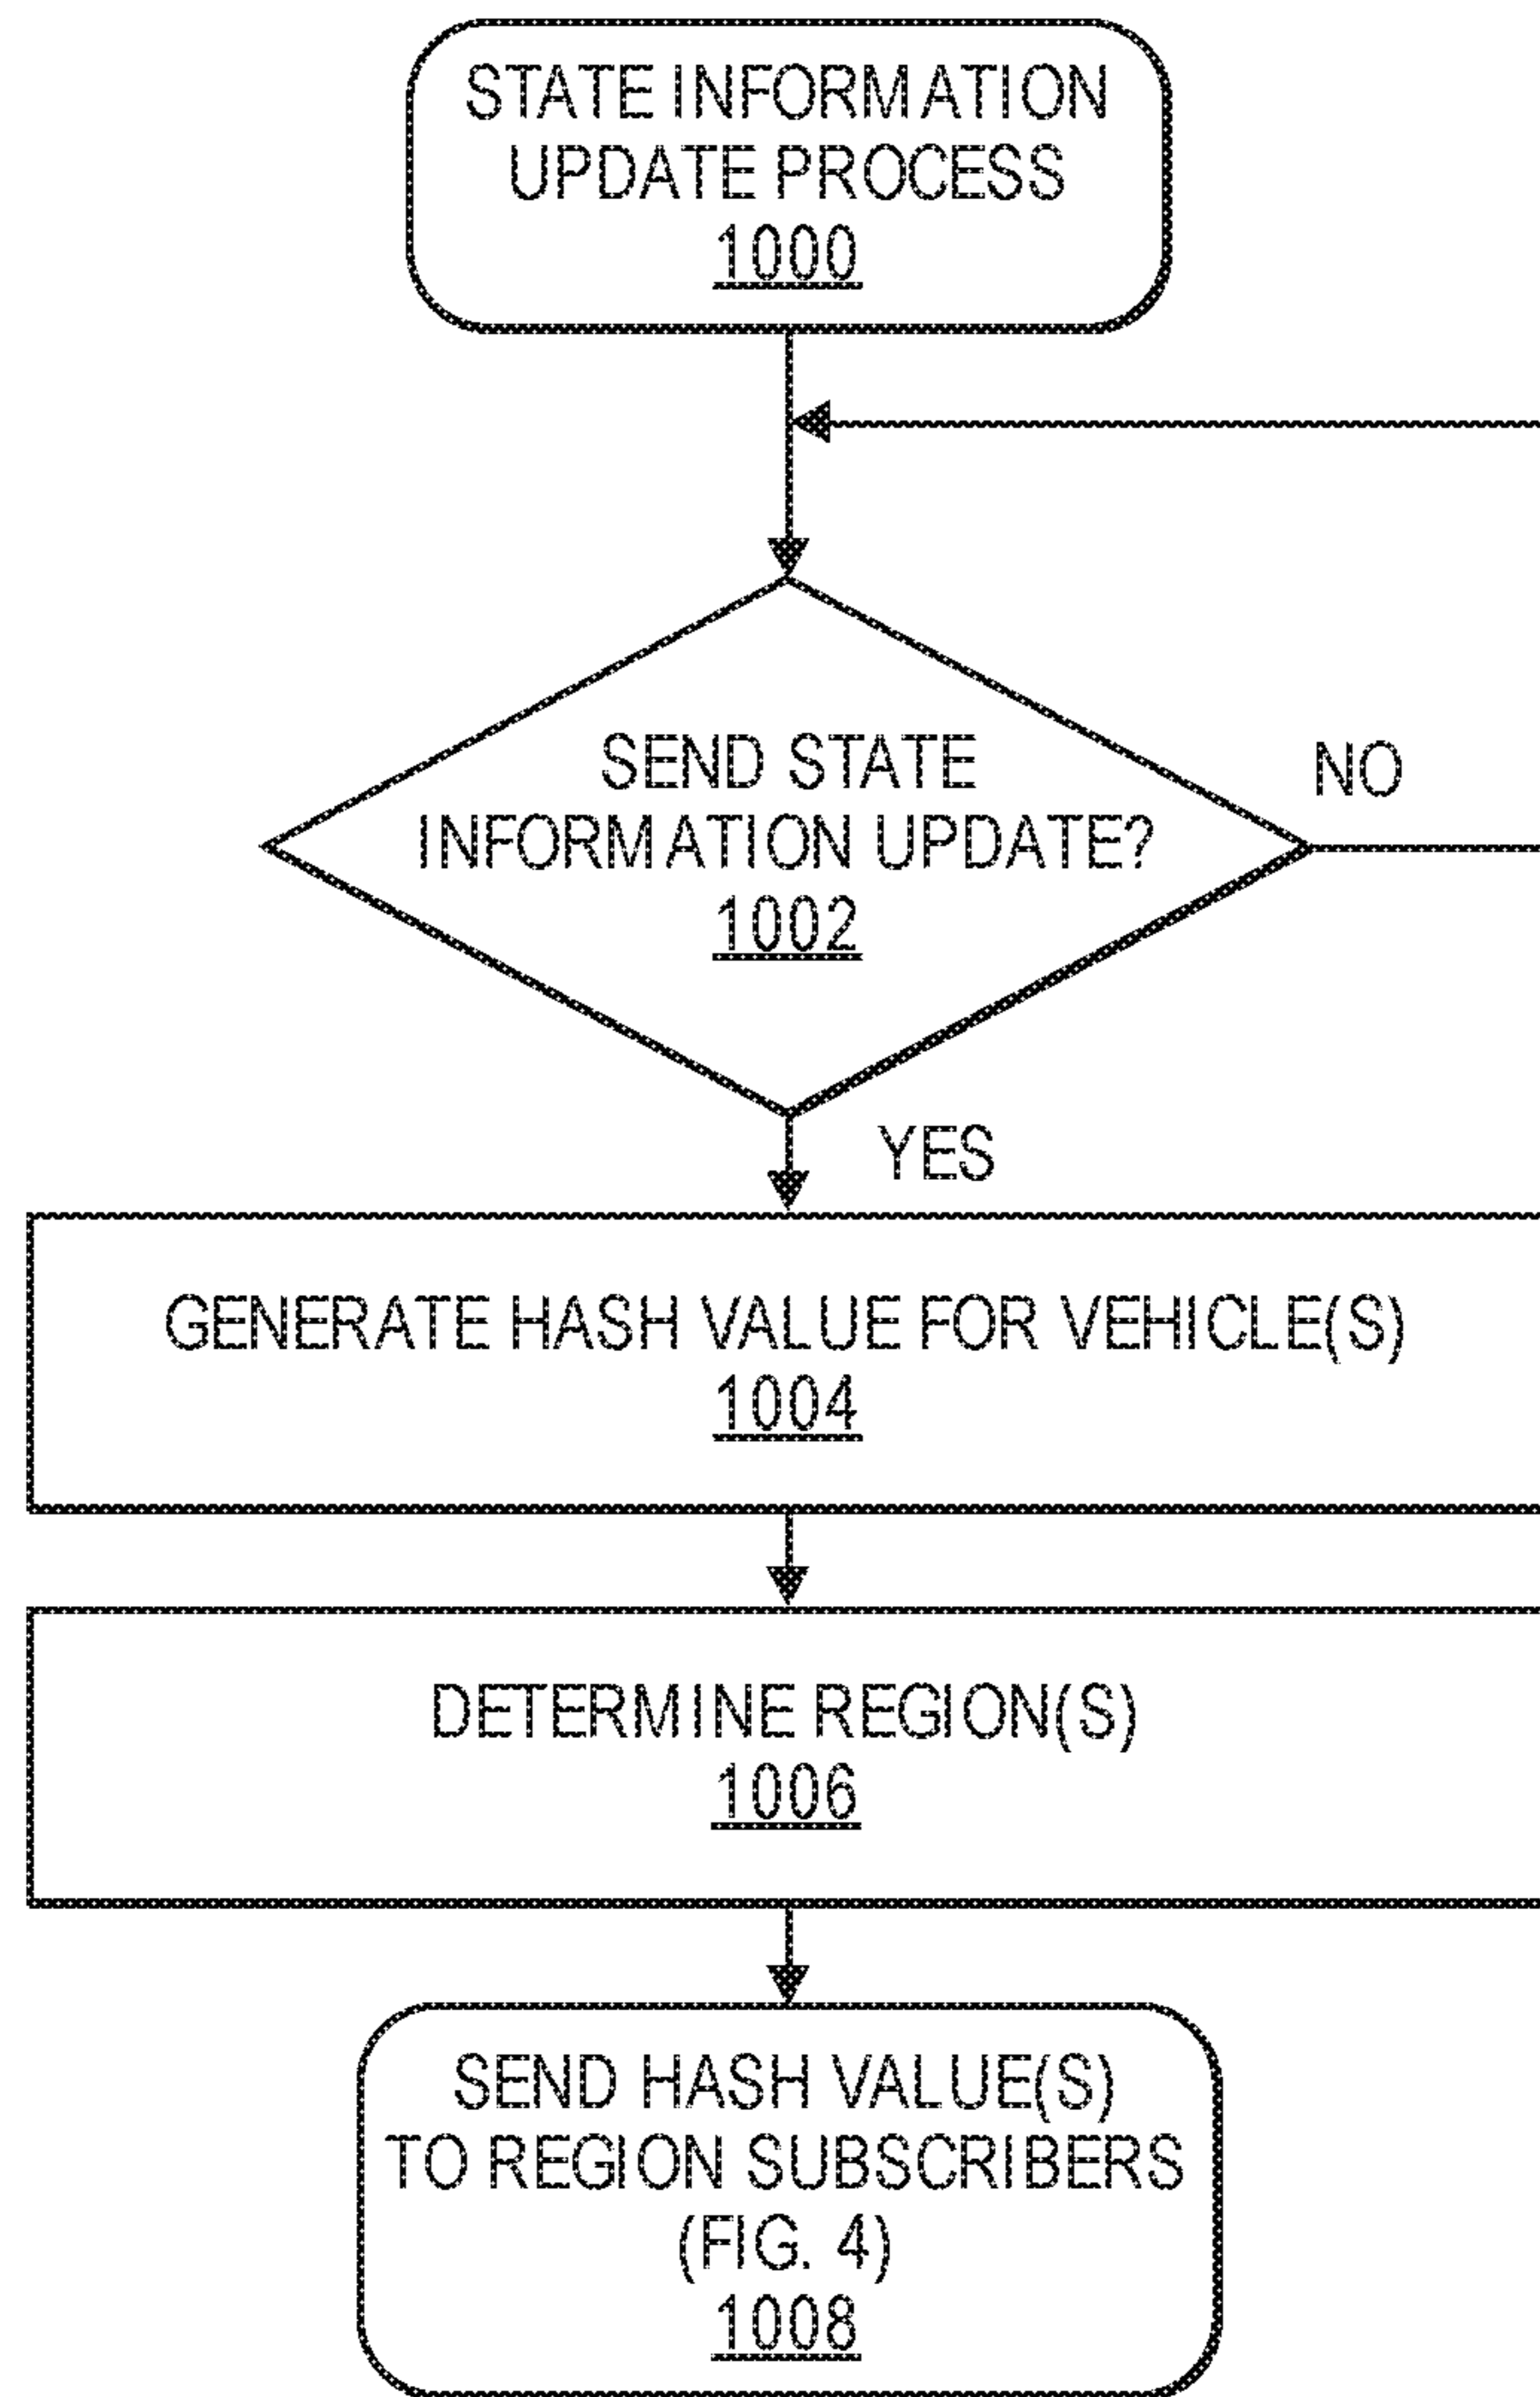 STATE INFORMATION
UPDATE PROCESS
1000
SEND STATE
INFORMATION UPDATE?
1002
NO
YES
GENERATE HASH VALUE FOR VEHICLE(S)
1004
DETERMINE REGION(S)
1006
SEND HASH VALUE(S)
TO REGION SUBSCRIBERS
(FIG. 4)
1008